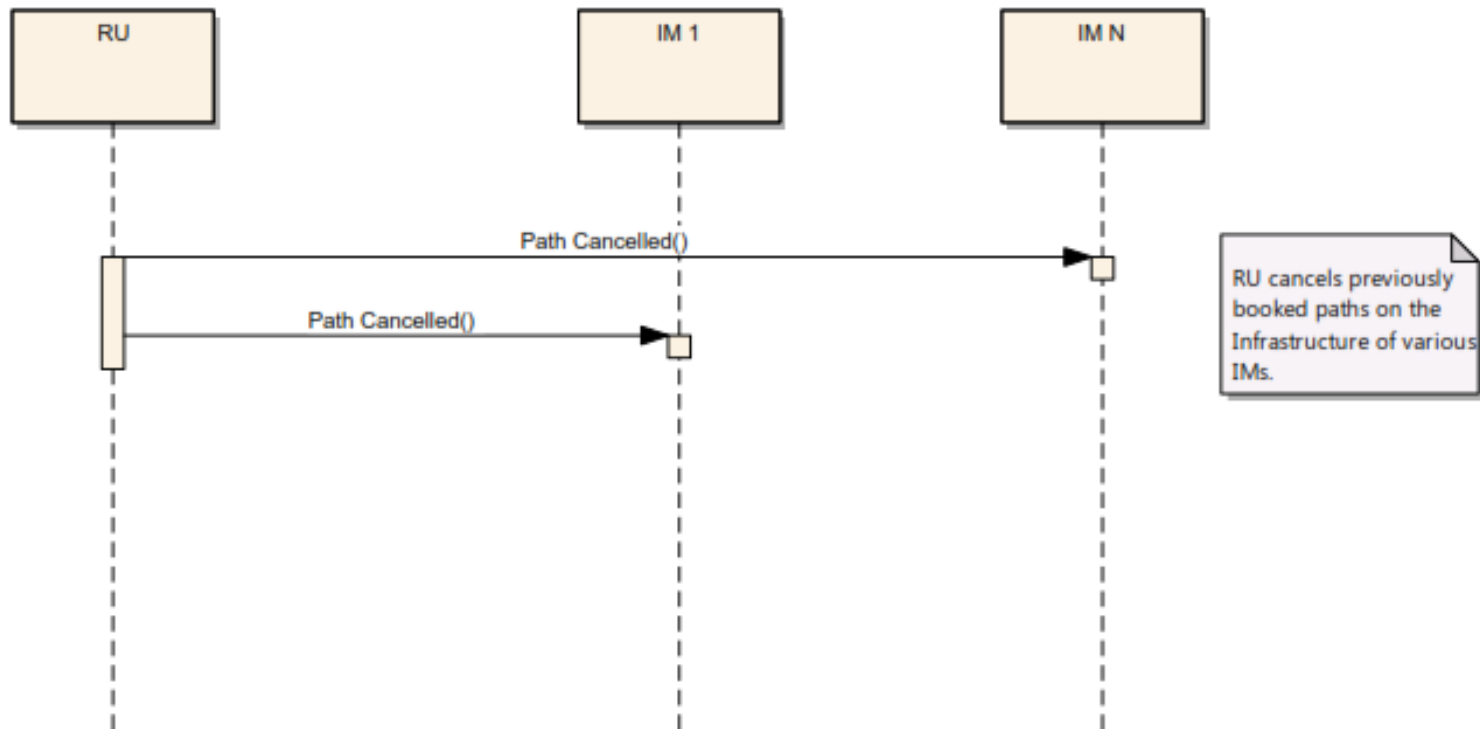 RU
IM 1
IM N
Path Cancelled()
Path Cancelled()
RU cancels previously
booked paths on the
Infrastructure of various
IMs.